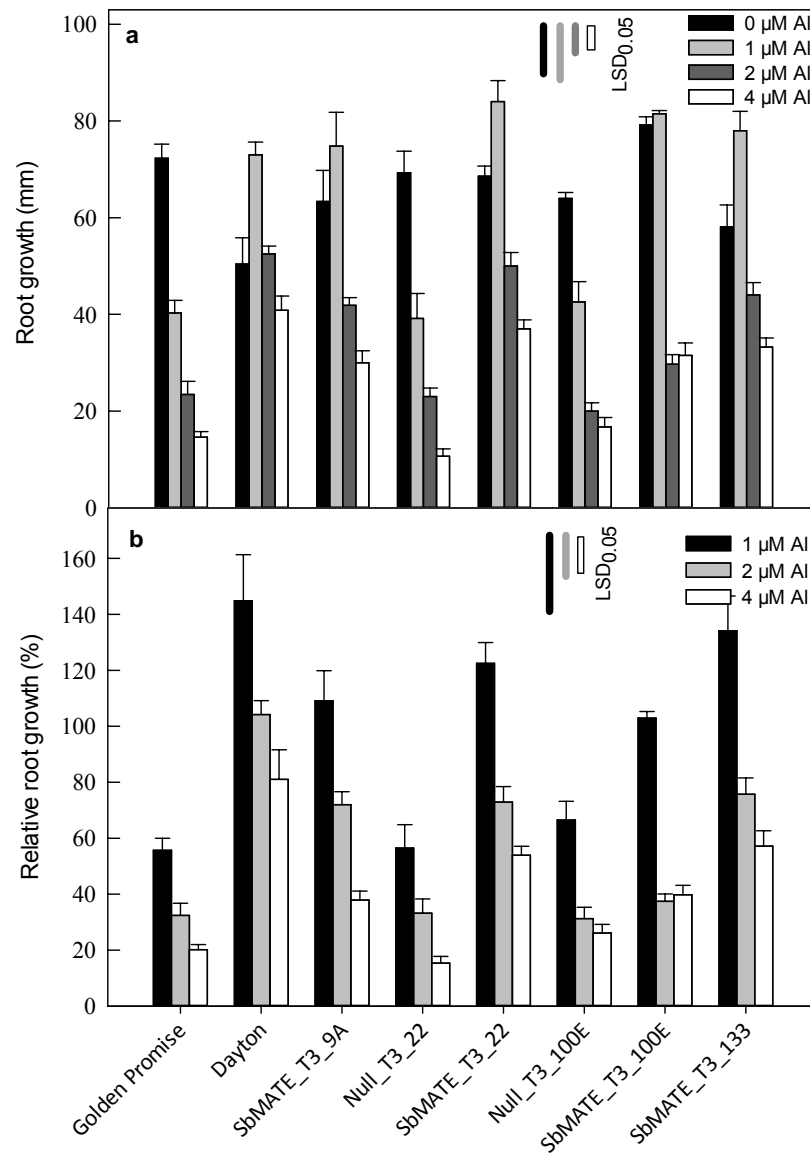 a
100
80
60
40
20
0
Root growth (mm)
LSD0.05
0 µM Al
1 µM Al
2 µM Al
4 µM Al
b
160
140
120
100
80
60
40
20
0
Relative root growth (%)
LSD0.05
1 µM Al
2 µM Al
4 µM Al
Golden Promise
Dayton
SbMATE_T3_9A
Null_T3_22
SbMATE_T3_22
Null_T3_100E
SbMATE_T3_100E
SbMATE_T3_133